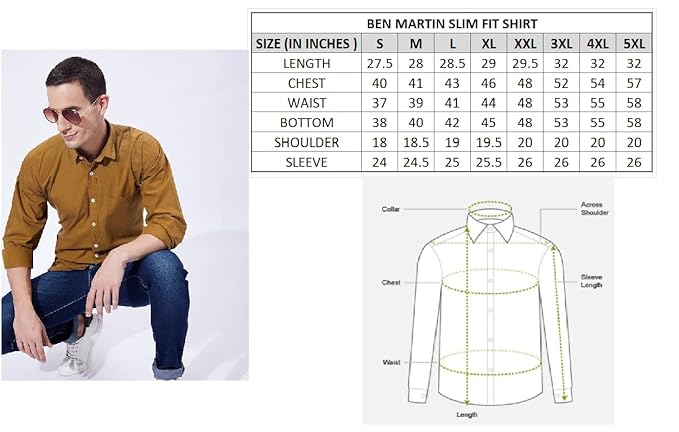 BEN MARTIN SLIM FIT SHIRT
SIZE (IN INCHES ) S M L XL XXL 3XL 4XL 5XL
LENGTH 27.5 28 28.5 29 29.5 32 32 32
CHEST 40 41 43 46 48 52 54 57
WAIST 37 39 41 44 48 53 55 58
BOTTOM 38 40 42 45 48 53 55 58
SHOULDER 18 18.5 19 19.5 20 20 20 20
SLEEVE 24 24.5 25 25.5 26 26 26 26
Collar
Across
Shoulder
Chest
Sleeve
Length
Waist
Length